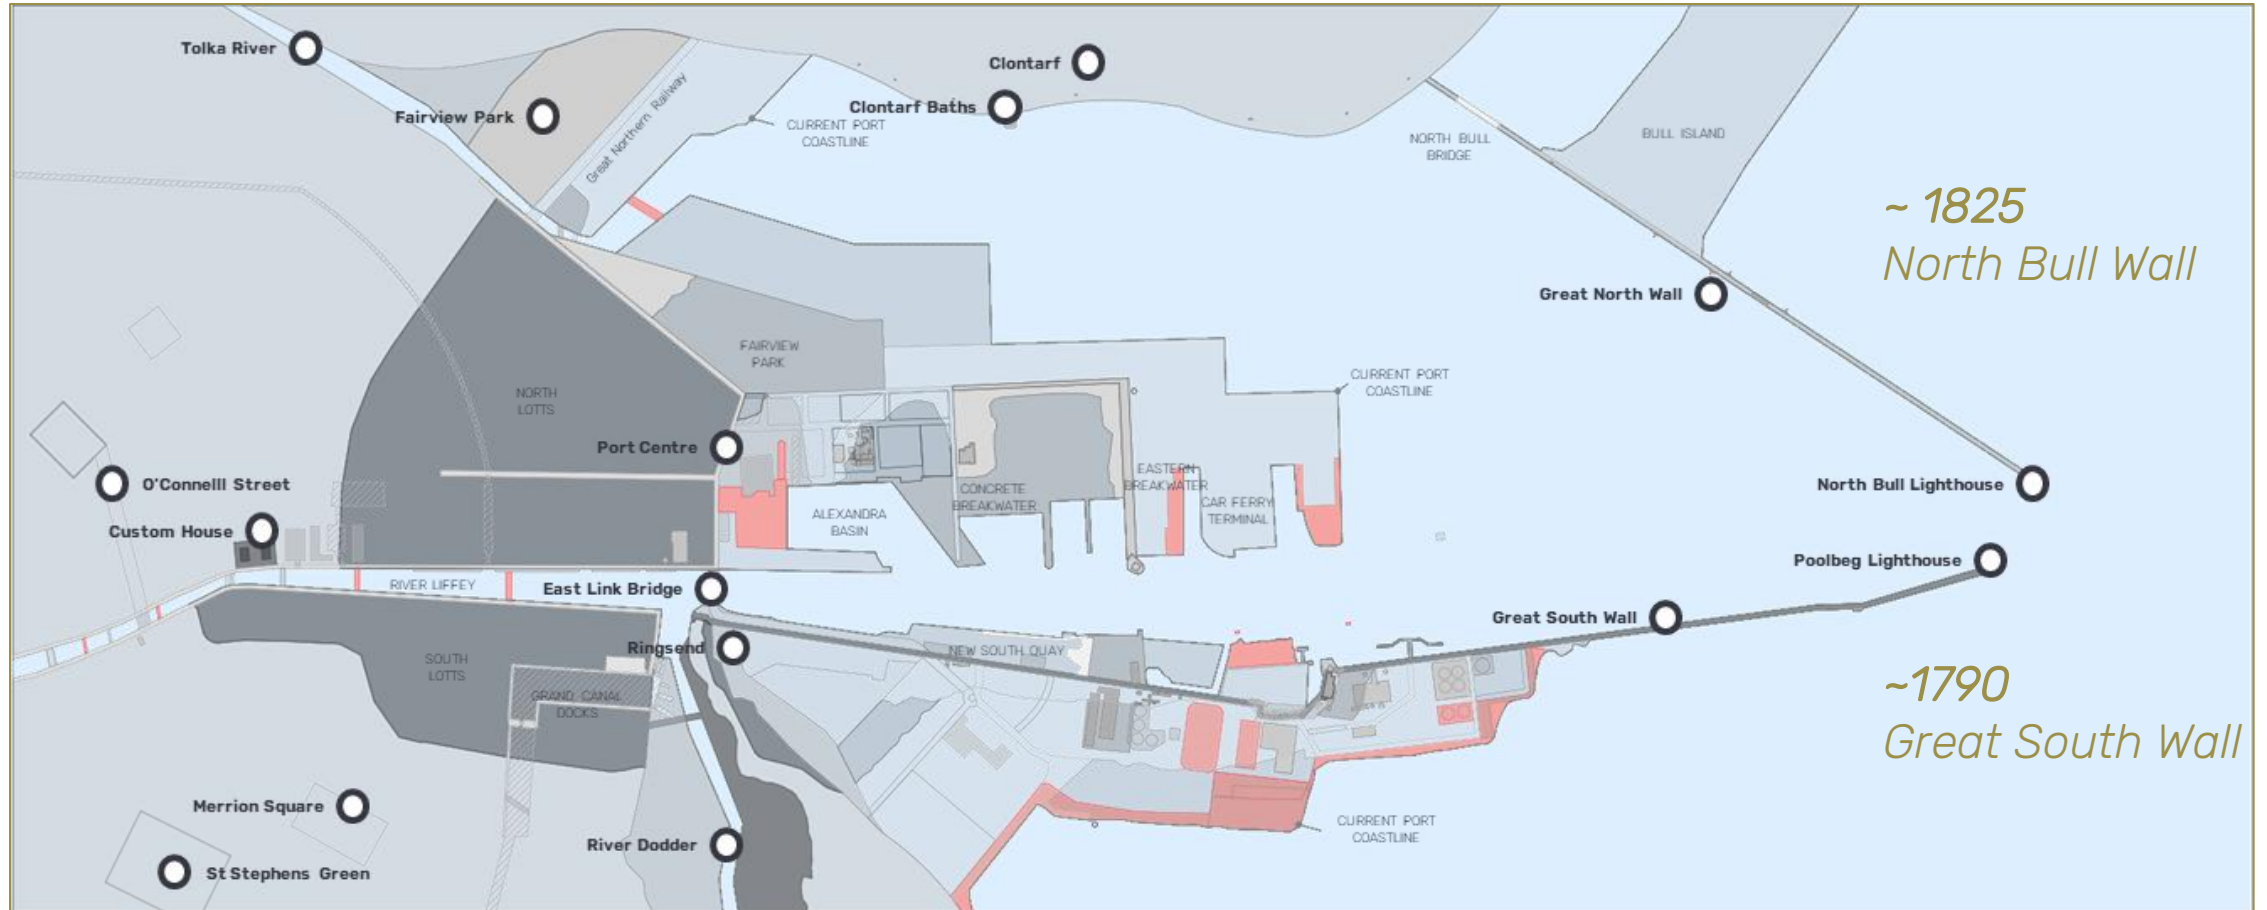 Tolka River
Clontarf
Clontarf Baths
Fairview Park
Great Northern Railway
CURRENT PORT
COASTLINE
NORTH BULL
BRIDGE
BULL ISLAND
~ 1825
North Bull Wall
Great North Wall
FAIRVIEW
PARK
NORTH
LOTTS
CURRENT PORT
COASTLINE
Port Centre
O'Connelll Street
Custom House
ALEXANDRA
BASIN
CONCRETE
BREAKWATER
EASTERN
BREAKWATER
CAR FERRY
TERMINAL
North Bull Lighthouse
Poolbeg Lighthouse
RIVER LIFFEY
East Link Bridge
Great South Wall
Ringsend
NEW SOUTH QUAY
SOUTH
LOTTS
GRAND CANAL
DOCKS
~1790
Great South Wall
Merrion Square
River Dodder
CURRENT PORT
COASTLINE
St Stephens Green